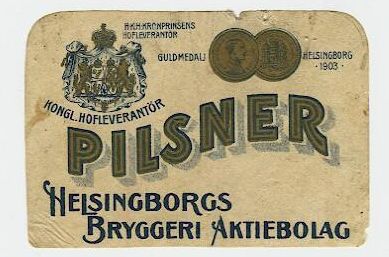 H·K·H·KRONPRINSENS
HOFLEVERANTÖR
GULDMEDALJ
HELSINGBORG
·1903·
KONGL. HOFLEVERANTÖR
PILSNER
HELSINGBORGS
BRYGGERI AKTIEBOLAG